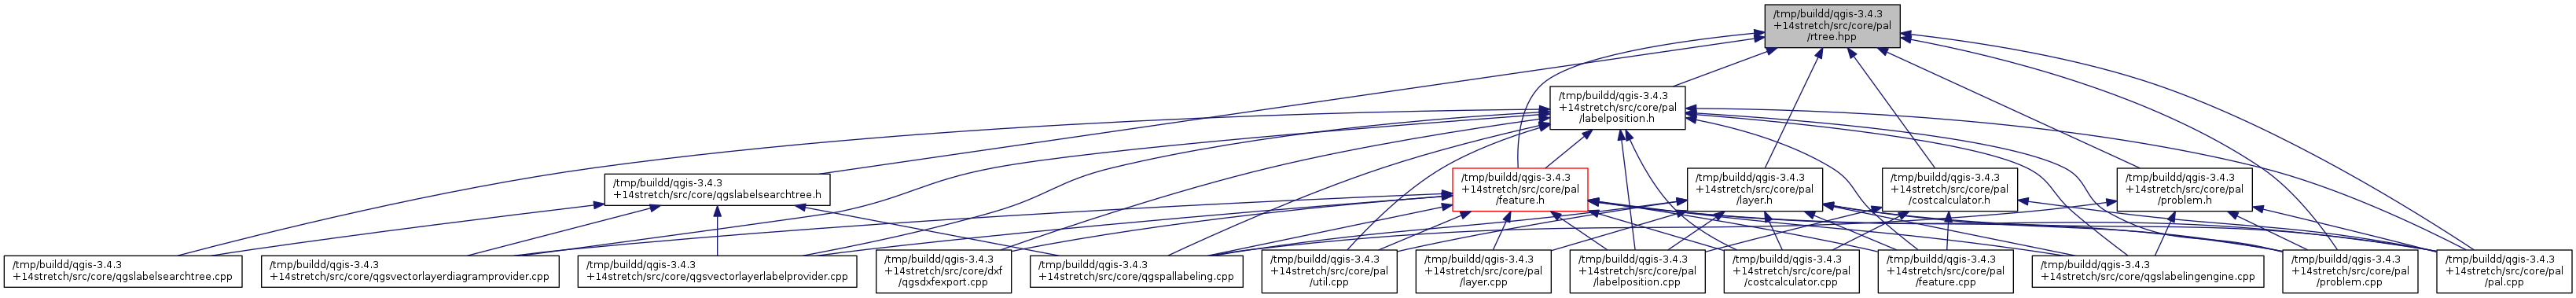 /tmp/buildd/qgis-3.4.3
+14stretch/src/core/pal
/rtree.hpp
/tmp/buildd/qgis-3.4.3
+14stretch/src/core/pal
/labelposition.h
/tmp/buildd/qgis-3.4.3
+14stretch/src/core/qgslabelsearchtree.h
/tmp/buildd/qgis-3.4.3
+14stretch/src/core/pal
/feature.h
/tmp/buildd/qgis-3.4.3
+14stretch/src/core/pal
/layer.h
/tmp/buildd/qgis-3.4.3
+14stretch/src/core/pal
/costcalculator.h
/tmp/buildd/qgis-3.4.3
+14stretch/src/core/pal
/problem.h
/tmp/buildd/qgis-3.4.3
+14stretch/src/core/qgslabelsearchtree.cpp
/tmp/buildd/qgis-3.4.3
+14stretch/src/core/qgsvectorlayerdiagramprovider.cpp
/tmp/buildd/qgis-3.4.3
+14stretch/src/core/qgsvectorlayerlabelprovider.cpp
/tmp/buildd/qgis-3.4.3
+14stretch/src/core/dxf
/qgsdxfexport.cpp
/tmp/buildd/qgis-3.4.3
+14stretch/src/core/qgspallabeling.cpp
/tmp/buildd/qgis-3.4.3
+14stretch/src/core/pal
/util.cpp
/tmp/buildd/qgis-3.4.3
+14stretch/src/core/pal
/layer.cpp
/tmp/buildd/qgis-3.4.3
+14stretch/src/core/pal
/labelposition.cpp
/tmp/buildd/qgis-3.4.3
+14stretch/src/core/pal
/costcalculator.cpp
/tmp/buildd/qgis-3.4.3
+14stretch/src/core/pal
/feature.cpp
/tmp/buildd/qgis-3.4.3
+14stretch/src/core/qgslabelingengine.cpp
/tmp/buildd/qgis-3.4.3
+14stretch/src/core/pal
/problem.cpp
/tmp/buildd/qgis-3.4.3
+14stretch/src/core/pal
/pal.cpp